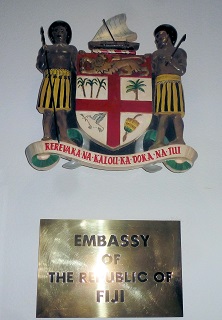 REREVAKA·NA·KALOU·KA·DOKA·NA·TUI
EMBASSY
OF
THE REPUBLIC OF
FIJI